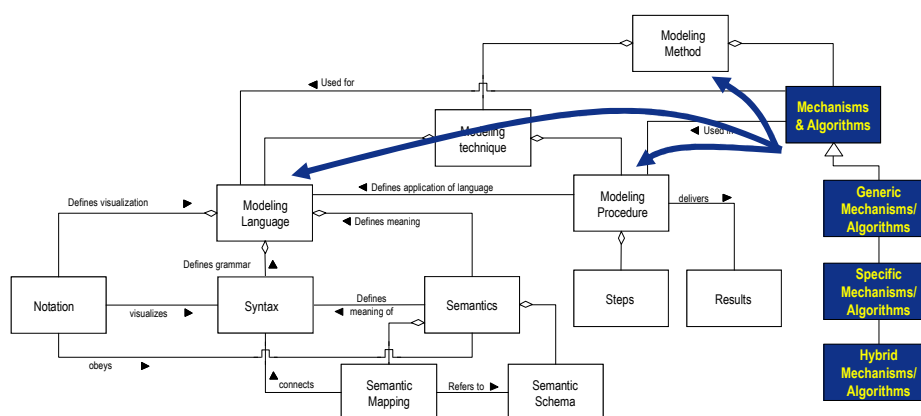 Modeling
Method
Used for
Mechanisms
& Algorithms
Modeling
technique
Used in
Defines application of language
Modeling
Language
Modeling
Procedure
delivers
Generic
Mechanisms/
Algorithms
Defines visualization
Defines meaning
Defines grammar
Notation
visualizes
Syntax
Defines
meaning of
Semantics
Steps
Results
Specific
Mechanisms/
Algorithms
obeys
connects
Semantic
Mapping
Refers to
Semantic
Schema
Hybrid
Mechanisms/
Algorithms